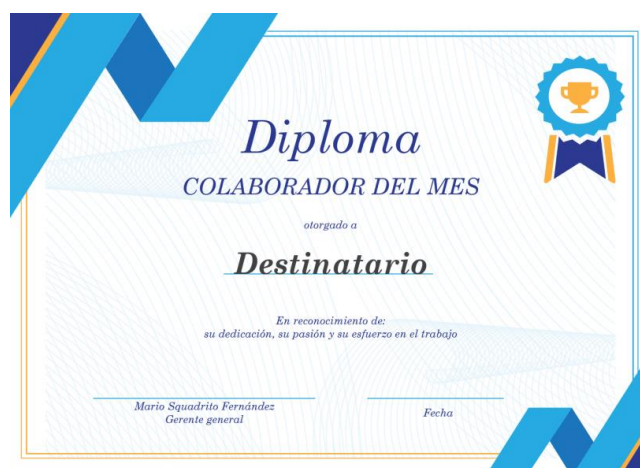 Diploma
COLABORADOR DEL MES
otorgado a
Destinatario
En reconocimiento de:
su dedicación, su pasión y su esfuerzo en el trabajo
Mario Squadrito Fernández
Gerente general
Fecha